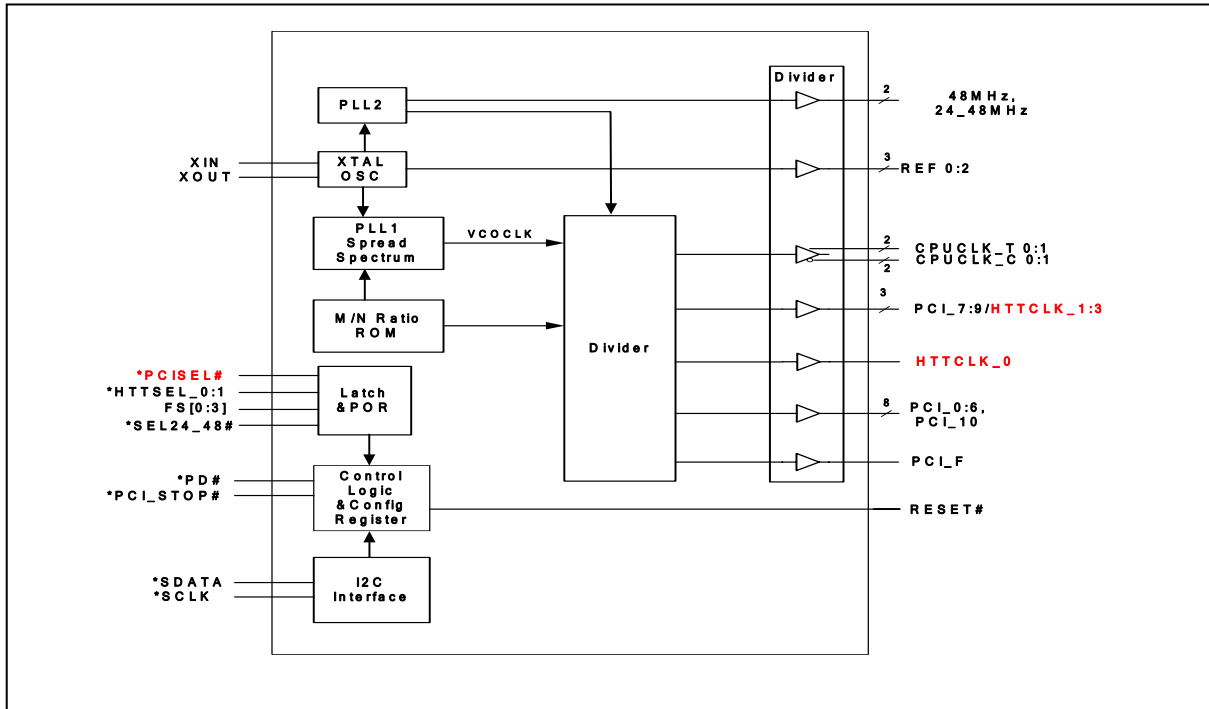 Divider
PLL2
2
48MHz,
24_48MHz
XIN
XOUT
XTAL
OSC
3
REF 0:2
PLL1
Spread
Spectrum
VCOCLK
2
CPUCLK_T 0:1
CPUCLK_C 0:1
2
M/N Ratio
ROM
3
PCI_7:9/HTTCLK_1:3
Divider
HTTCLK_0
*PCISEL#
*HTTSEL_0:1
FS[0:3]
*SEL24_48#
Latch
&POR
8
PCI_0:6,
PCI_10
PCI_F
*PD#
*PCI_STOP#
Control
Logic
&Config
Register
RESET#
*SDATA
*SCLK
I2C
Interface